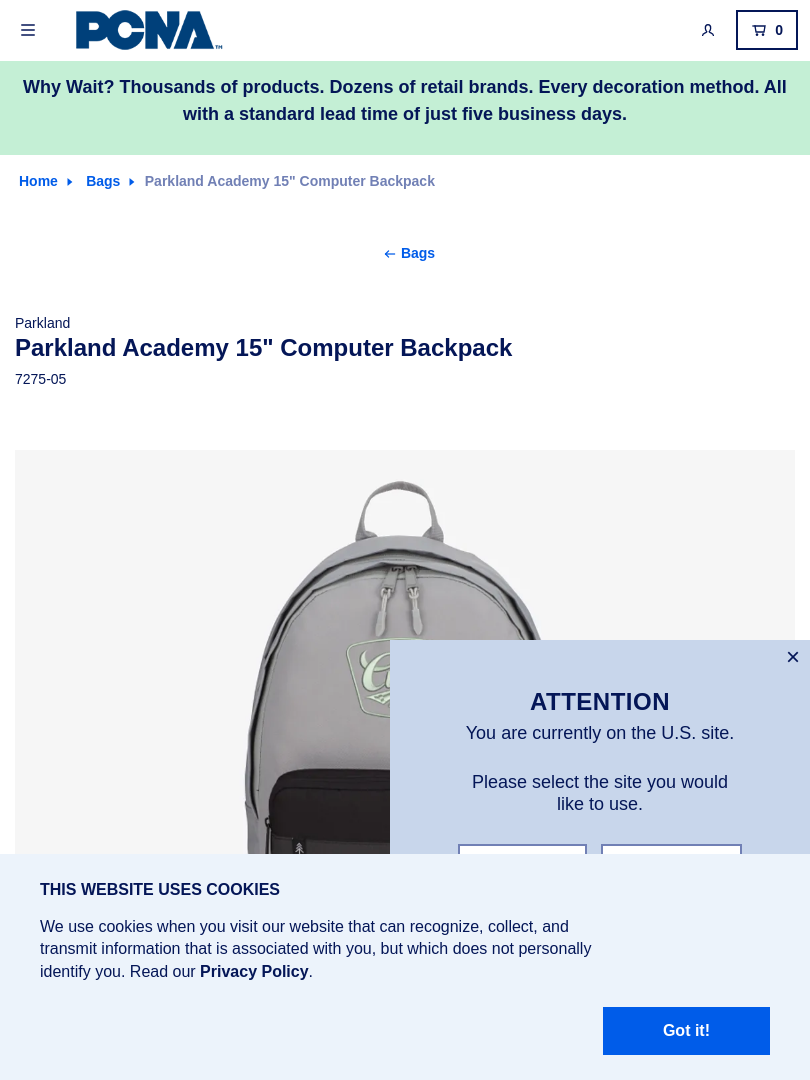 PCNA™
0
Why Wait? Thousands of products. Dozens of retail brands. Every decoration method. All
with a standard lead time of just five business days.
Home Bags Parkland Academy 15" Computer Backpack
Bags
Parkland
Parkland Academy 15" Computer Backpack
7275-05
ATTENTION
You are currently on the U.S. site.
Please select the site you would
like to use.
THIS WEBSITE USES COOKIES
We use cookies when you visit our website that can recognize, collect, and
transmit information that is associated with you, but which does not personally
identify you. Read our Privacy Policy.
Got it!